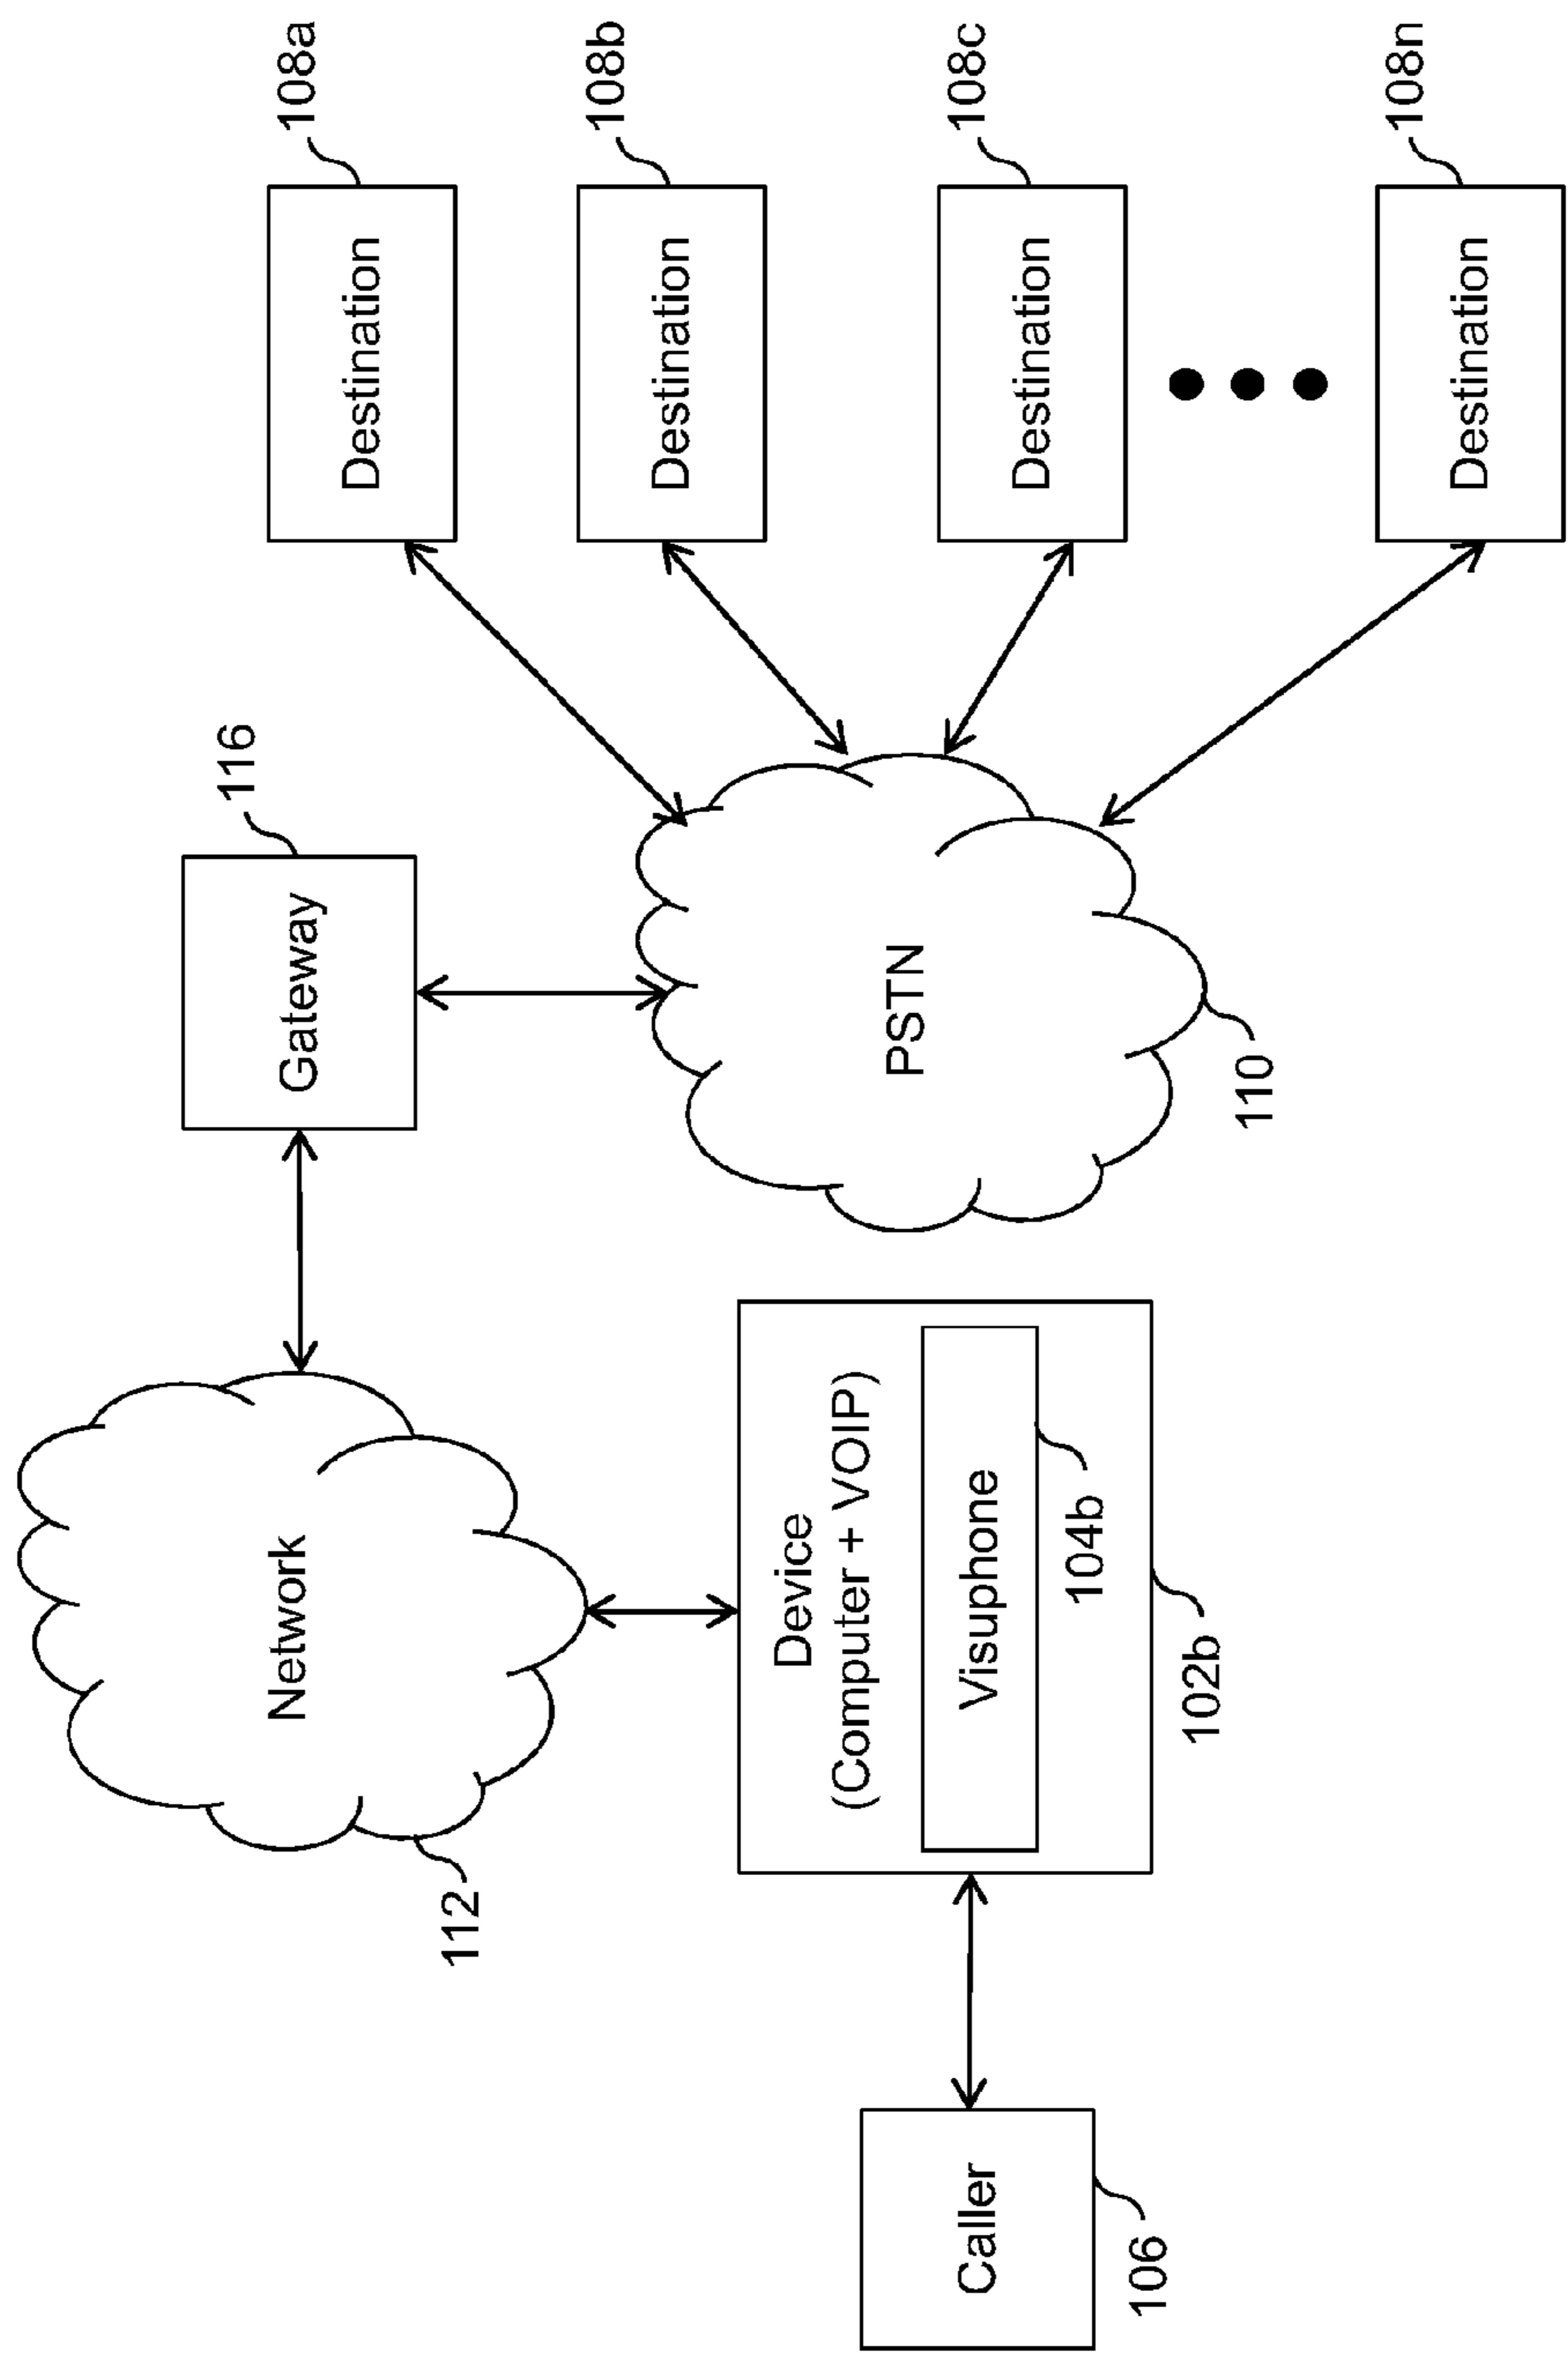 Network
112
Gateway
116
Destination
108a
Destination
108b
Destination
108c
Destination
108n
PSTN
110
Device
(Computer + VOIP)
Visuphone
104b
102b
Caller
106